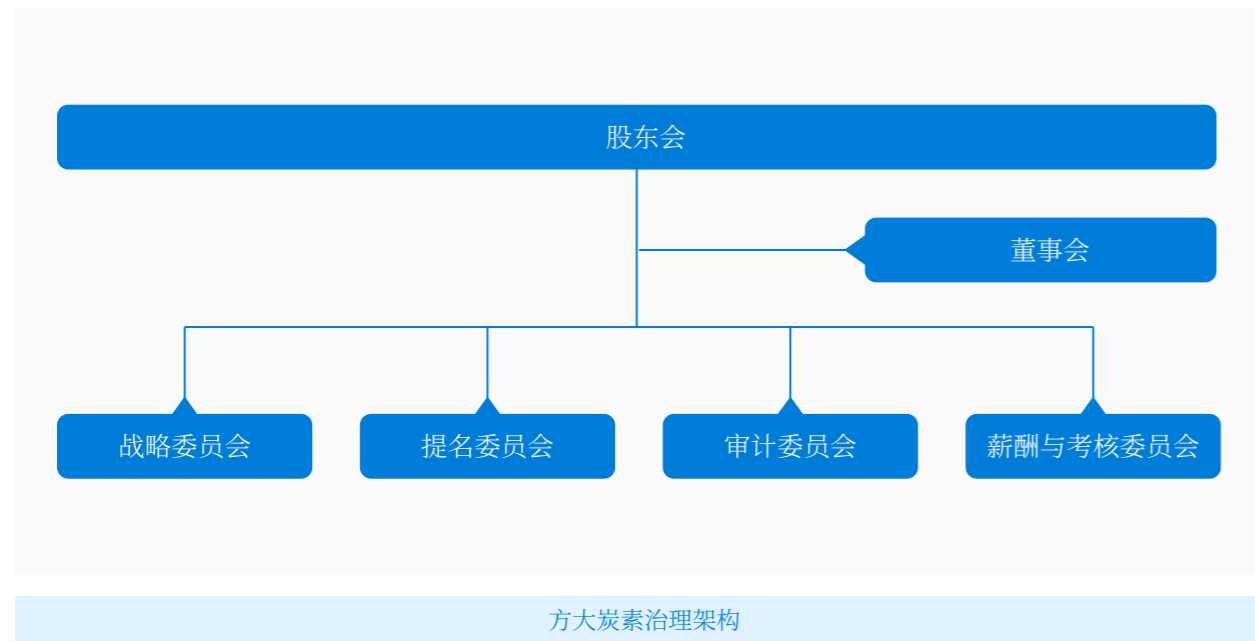 股东会
董事会
战略委员会
提名委员会
审计委员会
薪酬与考核委员会
方大炭素治理架构